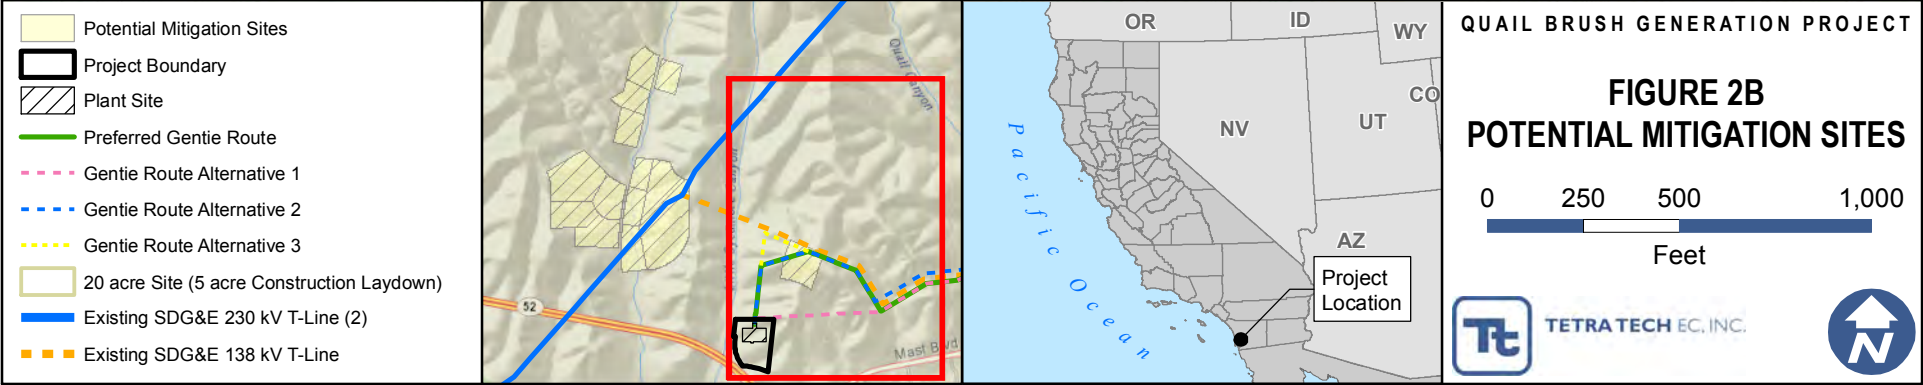 Potential Mitigation Sites
Project Boundary
Plant Site
Preferred Gentie Route
Gentie Route Alternative 1
Gentie Route Alternative 2
Gentie Route Alternative 3
20 acre Site (5 acre Construction Laydown)
Existing SDG&E 230 kV T-Line (2)
Existing SDG&E 138 kV T-Line
Quail Canyon
Canyon
52
Mast Blvd
OR
ID
WY
NV
UT
CO
AZ
Pacific Ocean
Project
Location
QUAIL BRUSH GENERATION PROJECT
FIGURE 2B
POTENTIAL MITIGATION SITES
0 250 500 1,000
Feet
Tt
TETRA TECH EC, INC.
N